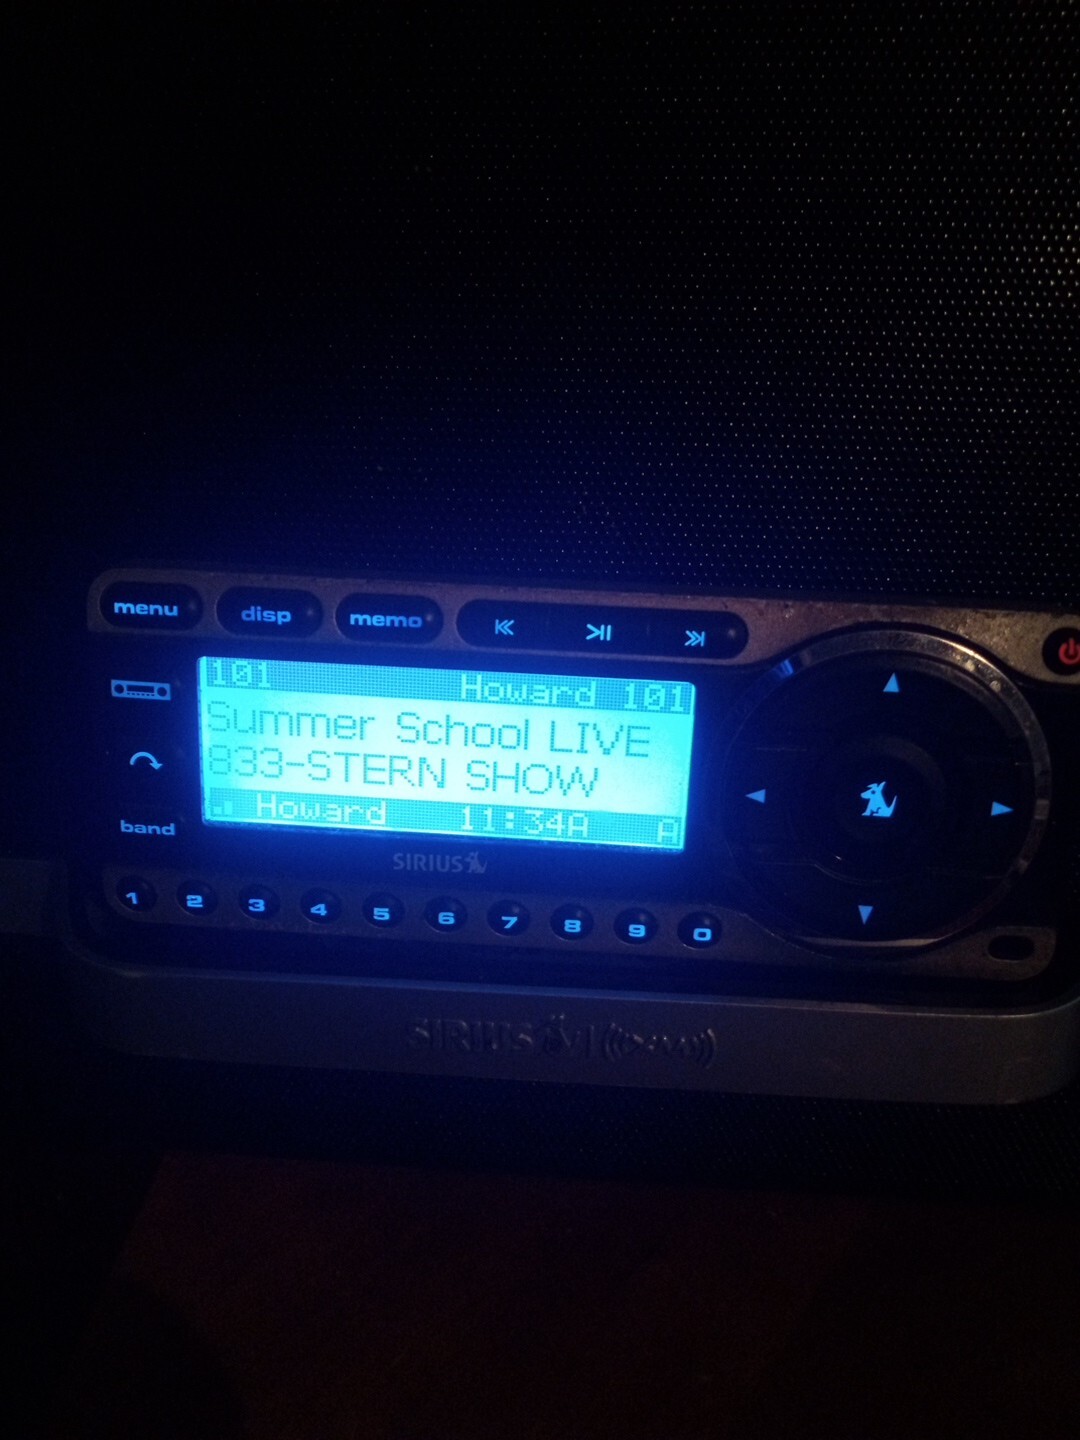 menu disp memo
101 Howard 101
Summer School LIVE
833-STERN SHOW
Howard 11:34A A
band
SIRIUS
1 2 3 4 5 6 7 8 9 0
SIRIUS